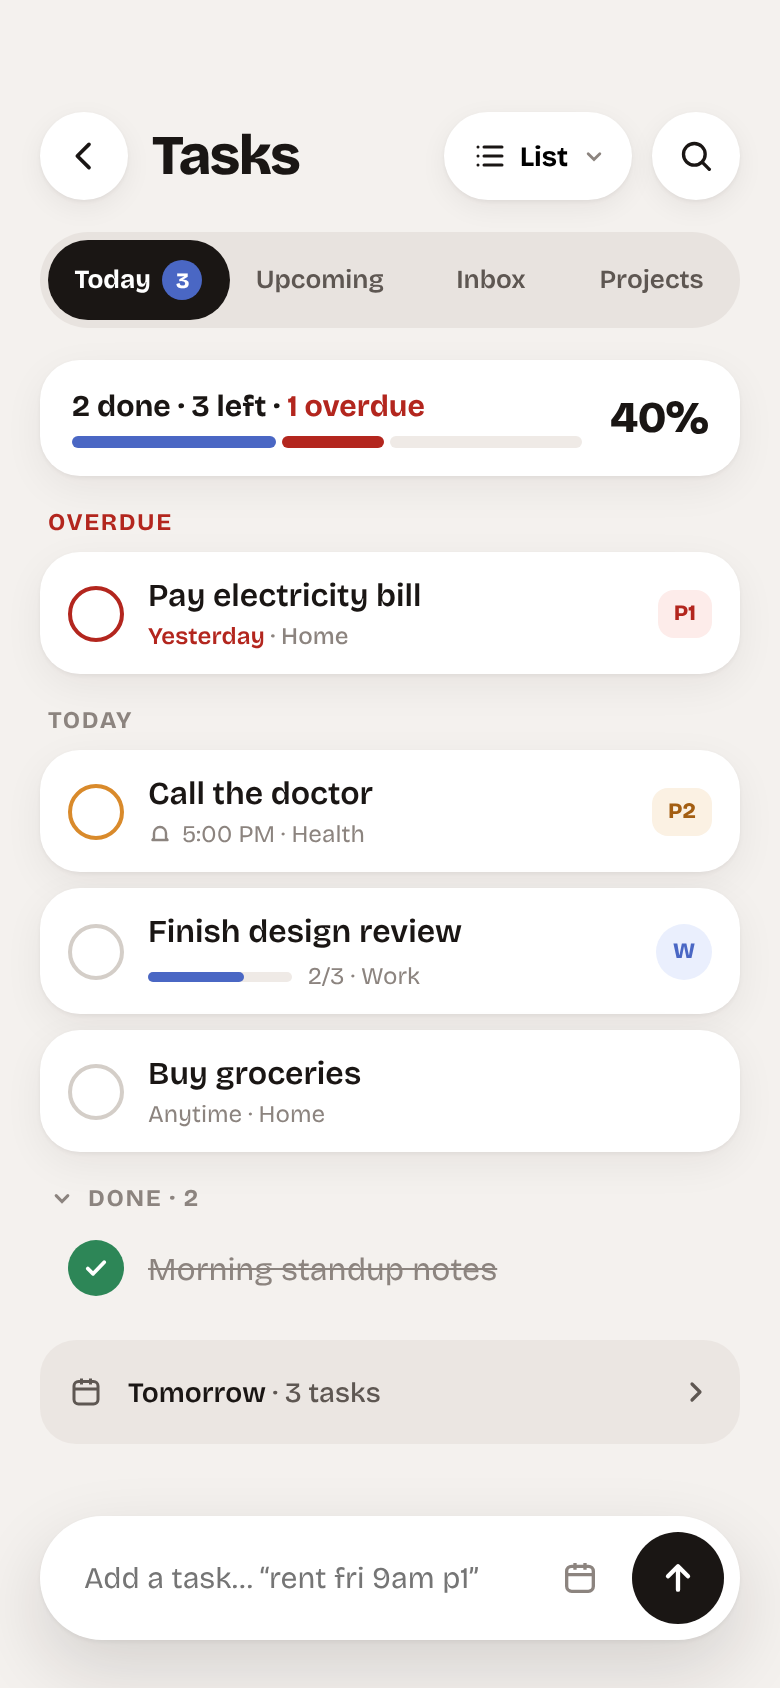 Tasks
List
Today 3 Upcoming Inbox Projects
2 done · 3 left · 1 overdue
40%
OVERDUE
Pay electricity bill
Yesterday · Home
P1
TODAY
Call the doctor
5:00 PM · Health
P2
Finish design review
2/3 · Work
W
Buy groceries
Anytime · Home
DONE · 2
Morning standup notes
Tomorrow · 3 tasks
Add a task... “rent fri 9am p1”